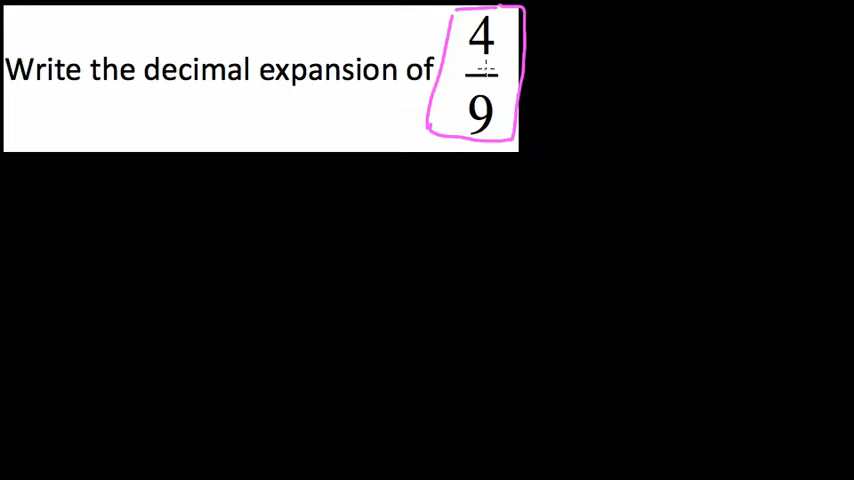 Write the decimal expansion of 4/9